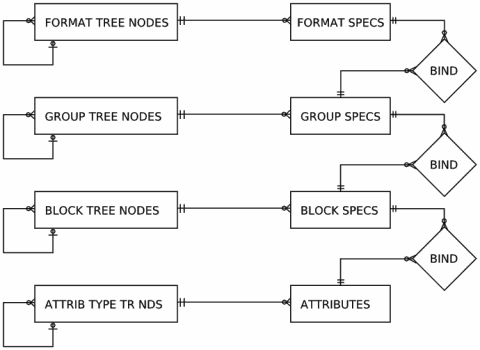 FORMAT TREE NODES
FORMAT SPECS
BIND
GROUP TREE NODES
GROUP SPECS
BIND
BLOCK TREE NODES
BLOCK SPECS
BIND
ATTRIB TYPE TR NDS
ATTRIBUTES